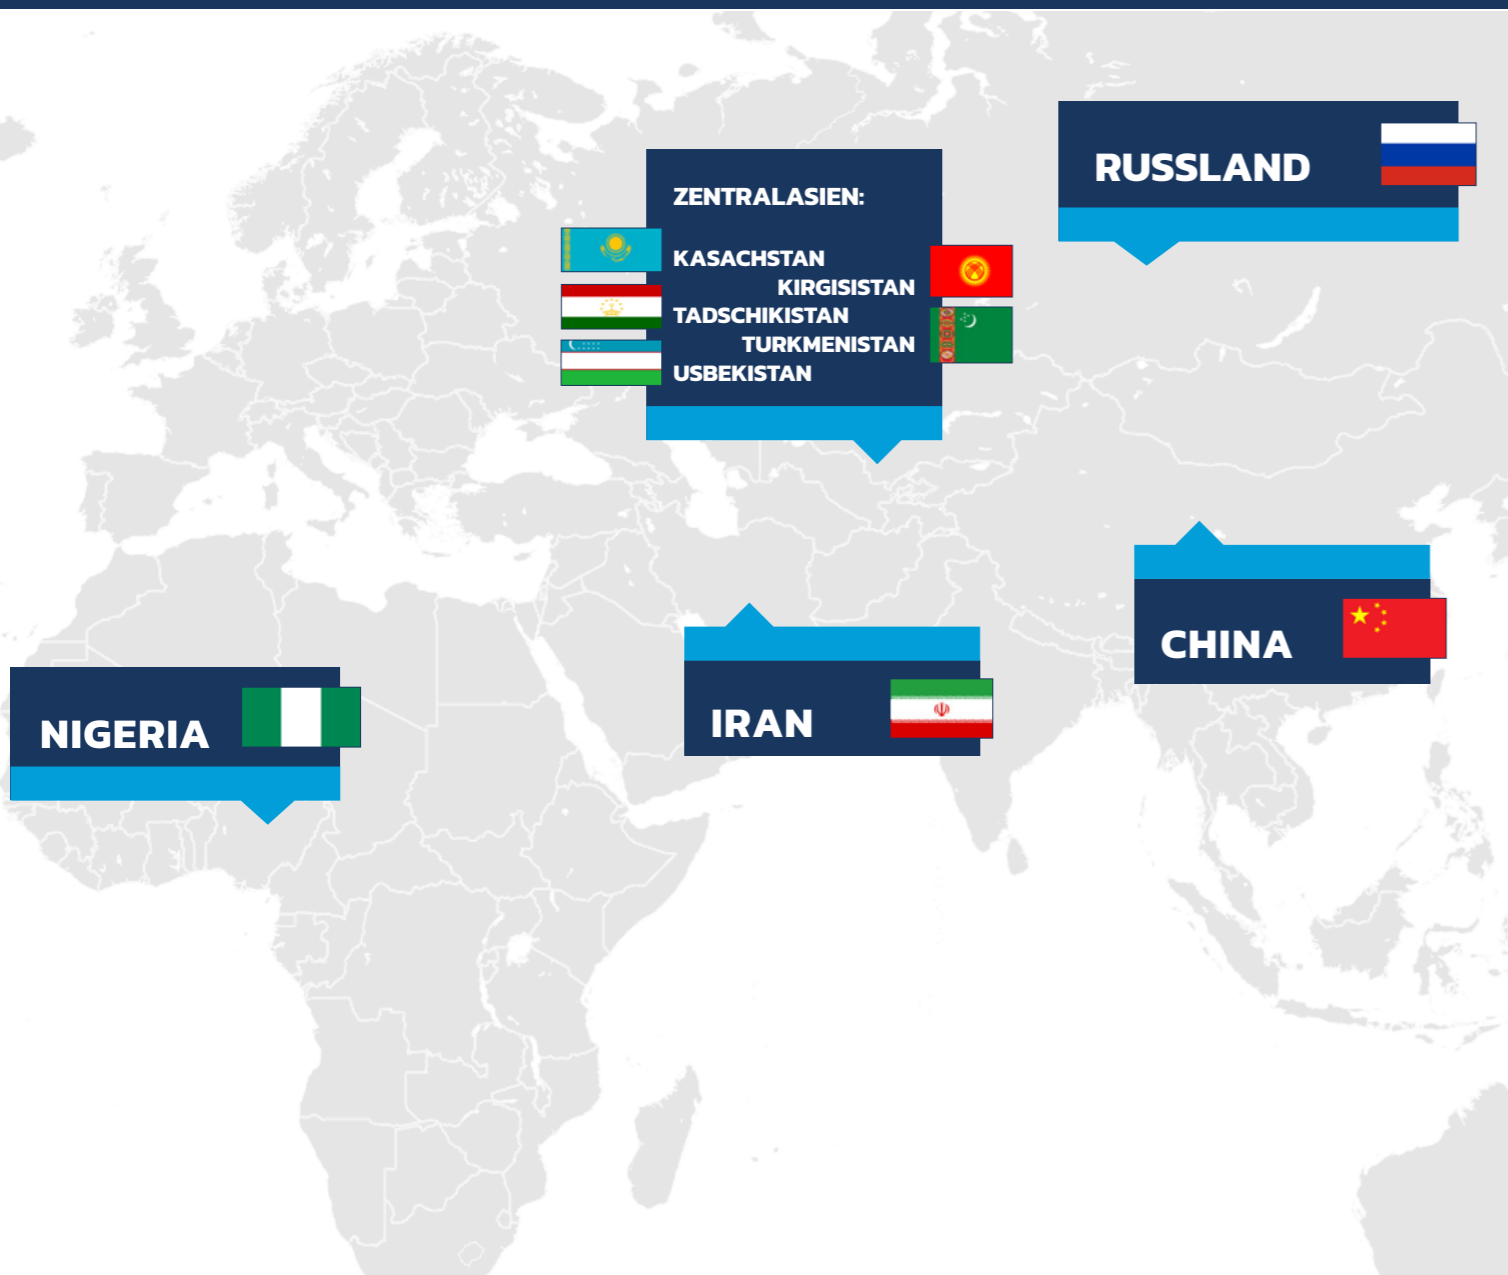 RUSSLAND
ZENTRALASIEN:
KASACHSTAN
KIRGISISTAN
TADSCHIKISTAN
TURKMENISTAN
USBEKISTAN
CHINA
IRAN
NIGERIA